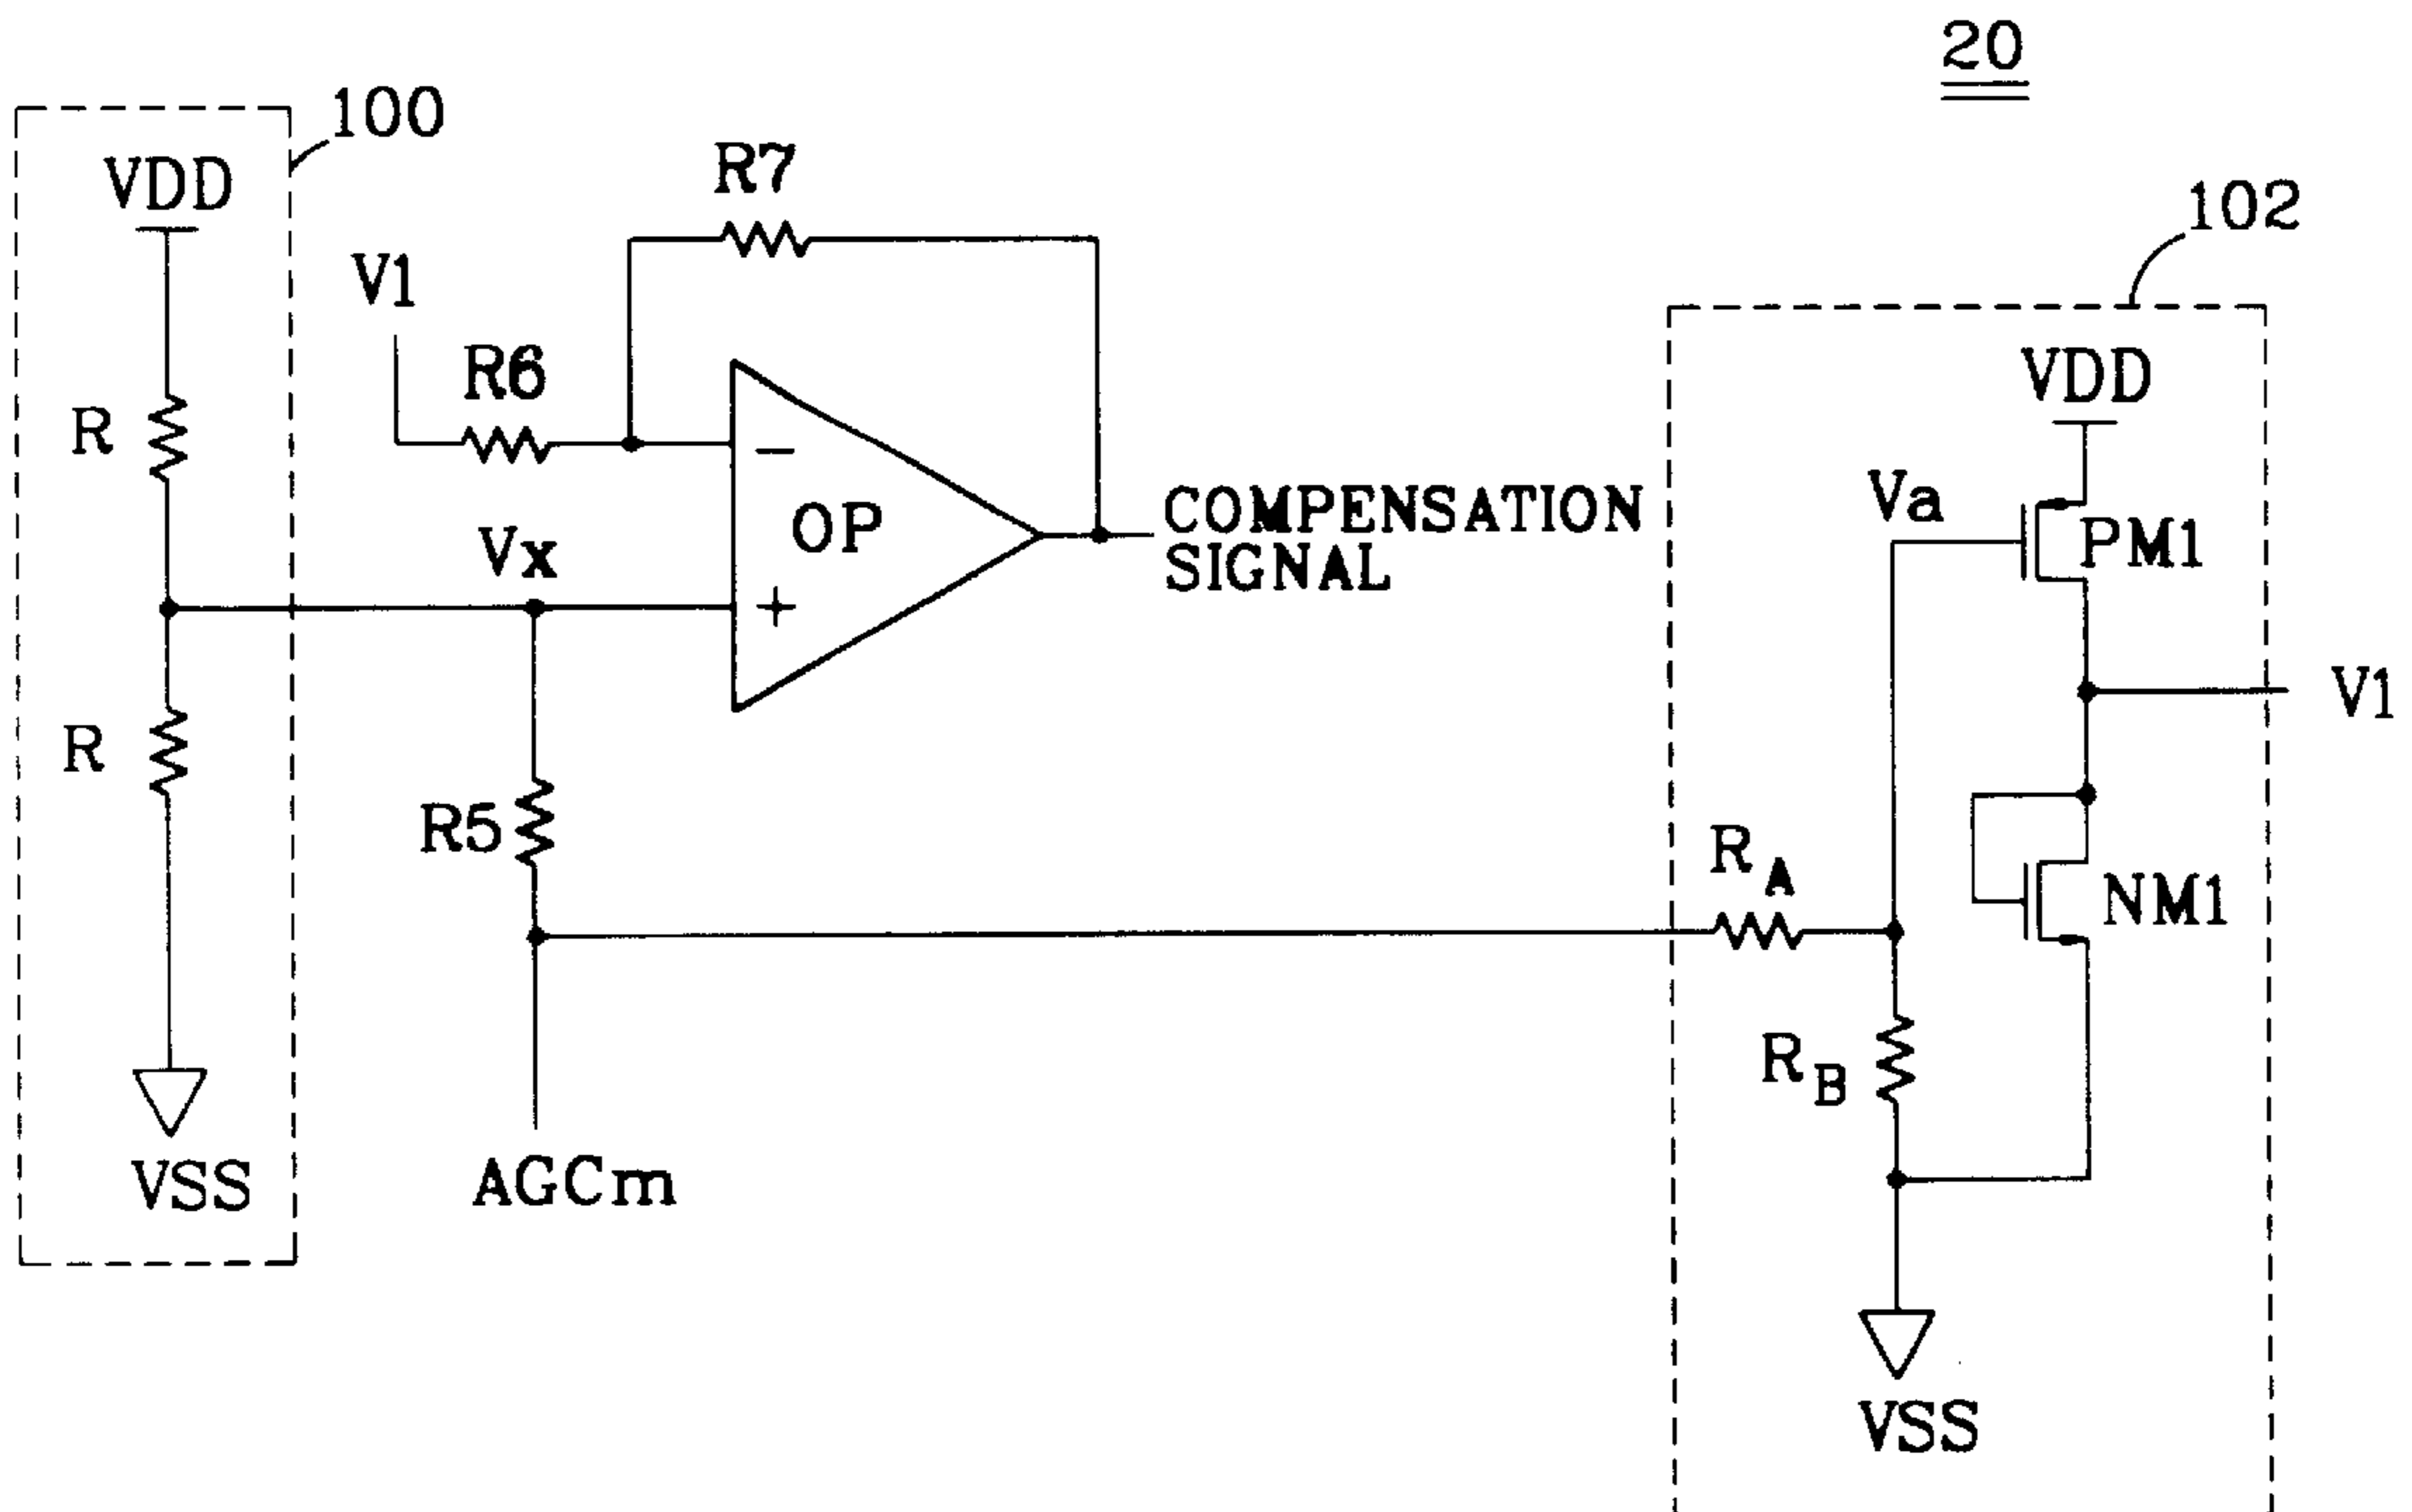 20
100
VDD
R7
102
V1
R6
VDD
R
Va
COMPENSATION
SIGNAL
OP
PM1
Vx
−
+
V1
R
R5
RA
NM1
RB
VSS
AGCm
VSS